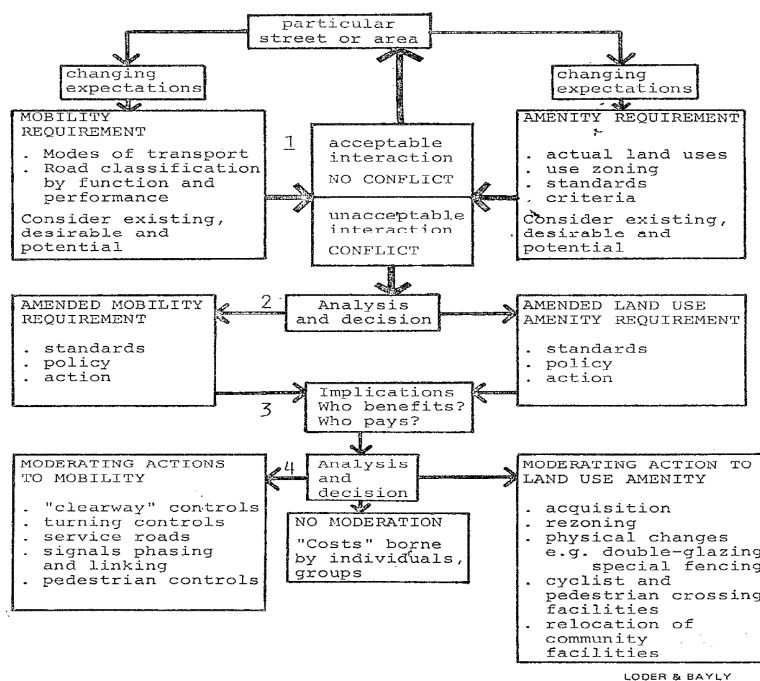 particular
street or area
changing
expectations
changing
expectations
MOBILITY
REQUIREMENT
. Modes of transport
. Road classification
by function and
performance
Consider existing,
desirable and
potential
1
acceptable
interaction
NO CONFLICT
unacceptable
interaction
CONFLICT
AMENITY REQUIREMENT
. actual land uses
. use zoning
. standards
. criteria
Consider existing,
desirable and
potential
AMENDED MOBILITY
REQUIREMENT
. standards
. policy
. action
2
Analysis
and decision
AMENDED LAND USE
AMENITY REQUIREMENT
. standards
. policy
. action
3
Implications
Who benefits?
Who pays?
MODERATING ACTIONS
TO MOBILITY
. "clearway" controls
. turning controls
. service roads
. signals phasing
and linking
. pedestrian controls
4
Analysis
and
decision
NO MODERATION
"Costs" borne
by individuals,
groups
MODERATING ACTION TO
LAND USE AMENITY
. acquisition
. rezoning
. physical changes
e.g. double-glazing
special fencing
. cyclist and
pedestrian crossing
facilities
. relocation of
community
facilities
LODER & BAYLY